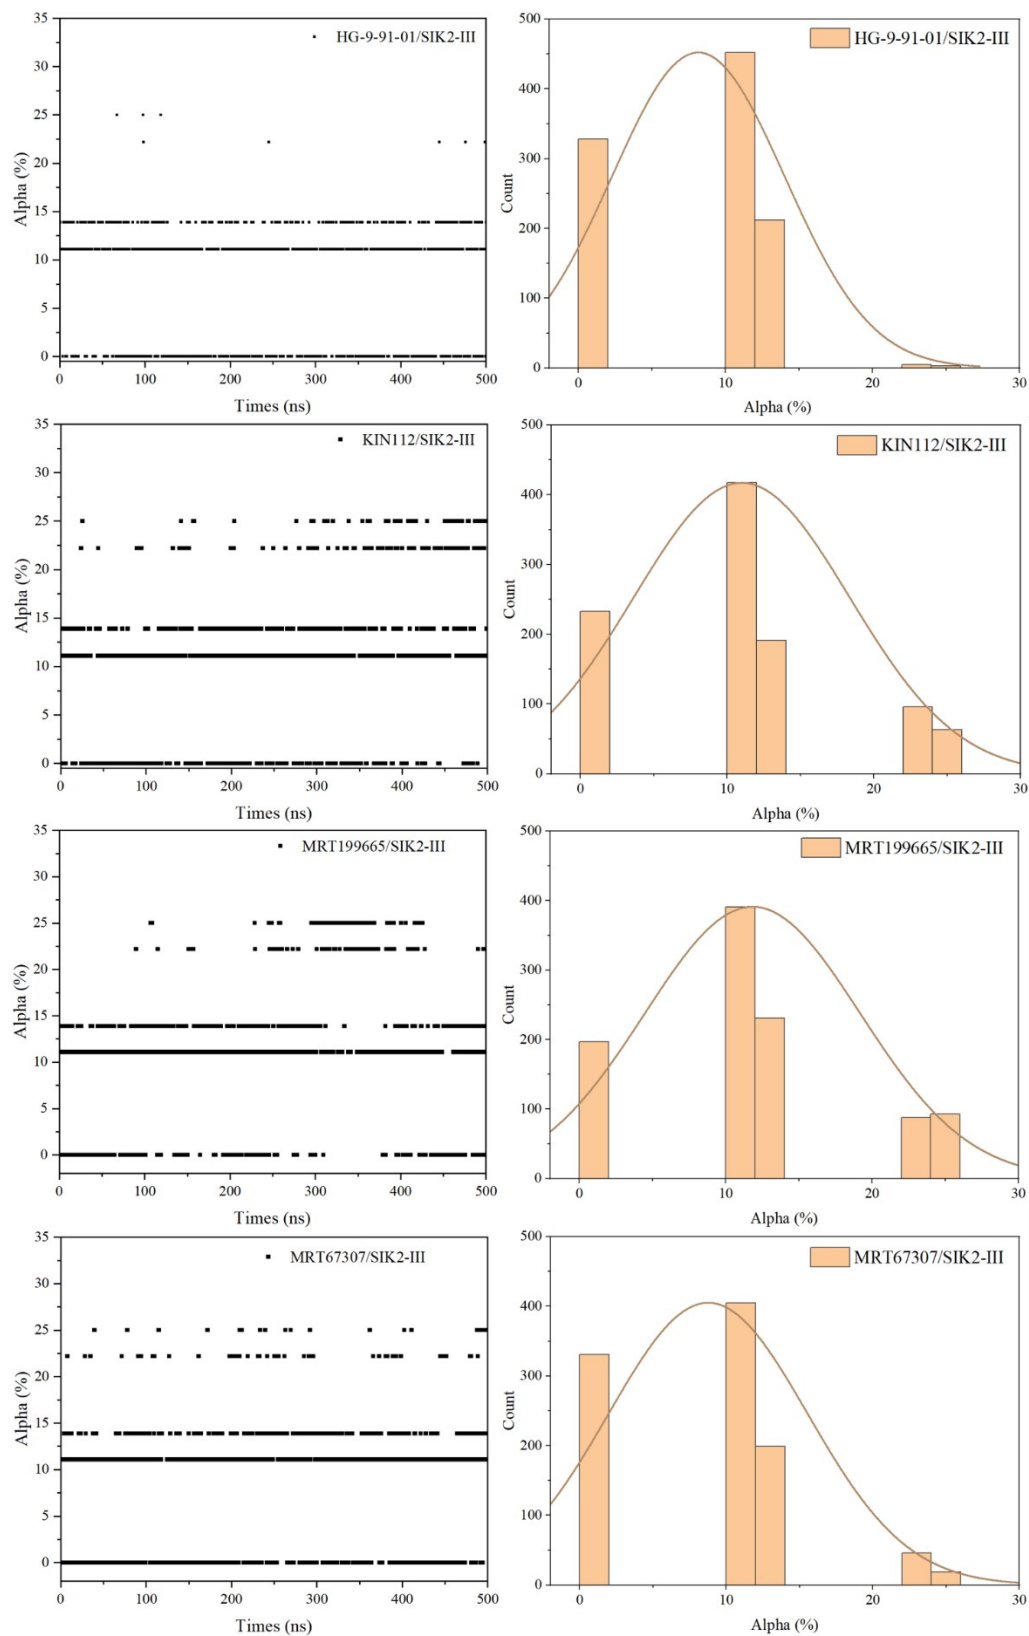 HG-9-91-01/SIK2-III
Alpha (%)
35
30
25
20
15
10
5
0
0 100 200 300 400 500
Times (ns)
HG-9-91-01/SIK2-III
Count
500
400
300
200
100
0
0 10 20 30
Alpha (%)
KIN112/SIK2-III
Alpha (%)
35
30
25
20
15
10
5
0
0 100 200 300 400 500
Times (ns)
KIN112/SIK2-III
Count
500
400
300
200
100
0
0 10 20 30
Alpha (%)
MRT199665/SIK2-III
Alpha (%)
35
30
25
20
15
10
5
0
0 100 200 300 400 500
Times (ns)
MRT199665/SIK2-III
Count
500
400
300
200
100
0
0 10 20 30
Alpha (%)
MRT67307/SIK2-III
Alpha (%)
35
30
25
20
15
10
5
0
0 100 200 300 400 500
Times (ns)
MRT67307/SIK2-III
Count
500
400
300
200
100
0
0 10 20 30
Alpha (%)